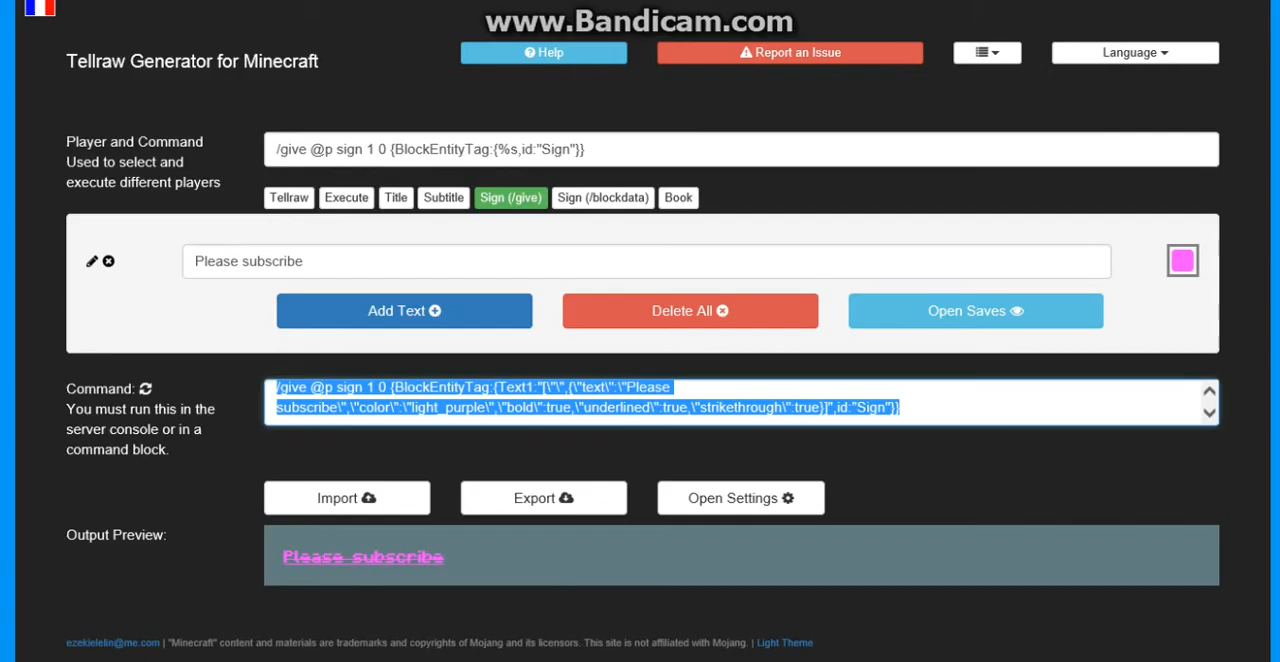 www.Bandicam.com
Tellraw Generator for Minecraft
Help
Report an Issue
Language
Player and Command
Used to select and
execute different players
/give @p sign 1 0 {BlockEntityTag:{%s,id:"Sign"}}
Tellraw
Execute
Title
Subtitle
Sign (/give)
Sign (/blockdata)
Book
Please subscribe
Add Text
Delete All
Open Saves
Command:
You must run this in the
server console or in a
command block.
/give @p sign 1 0 {BlockEntityTag:{Text1:"[\"\",{\"text\":\"Please
subscribe\",\"color\":\"light_purple\",\"bold\":true,\"underlined\":true,\"strikethrough\":true}]",id:"Sign"}}
Import
Export
Open Settings
Output Preview:
Please subscribe
ezekielelin@me.com | "Minecraft" content and materials are trademarks and copyrights of Mojang and its licensors. This site is not affiliated with Mojang. | Light Theme